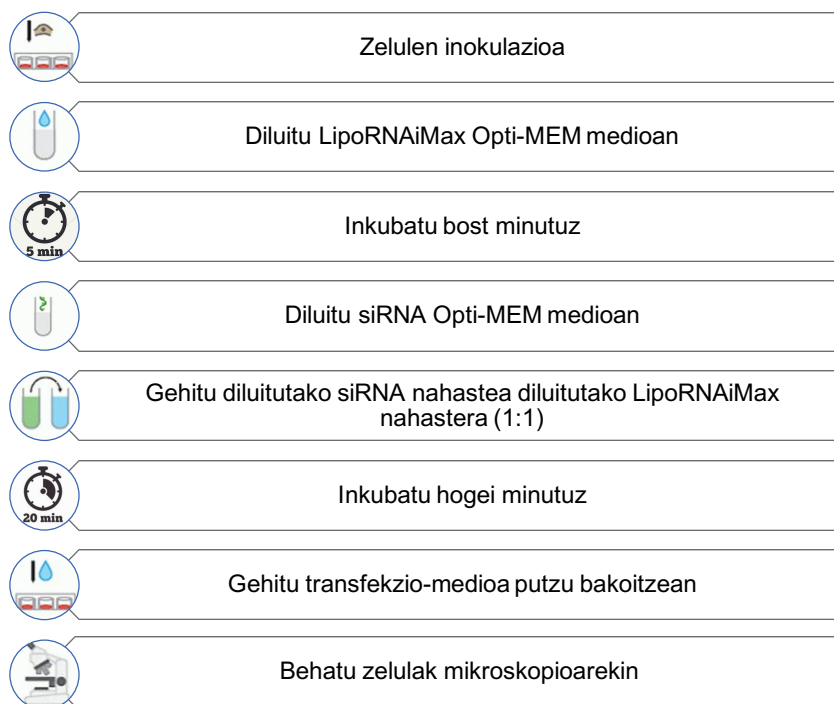 Zelulen inokulazioa
Diluitu LipoRNAiMax Opti-MEM medioan
5 min
Inkubatu bost minutuz
Diluitu siRNA Opti-MEM medioan
Gehitu diluitutako siRNA nahastea diluitutako LipoRNAiMax
nahastera (1:1)
20 min
Inkubatu hogei minutuz
Gehitu transfekzio-medioa putzu bakoitzean
Behatu zelulak mikroskopioarekin